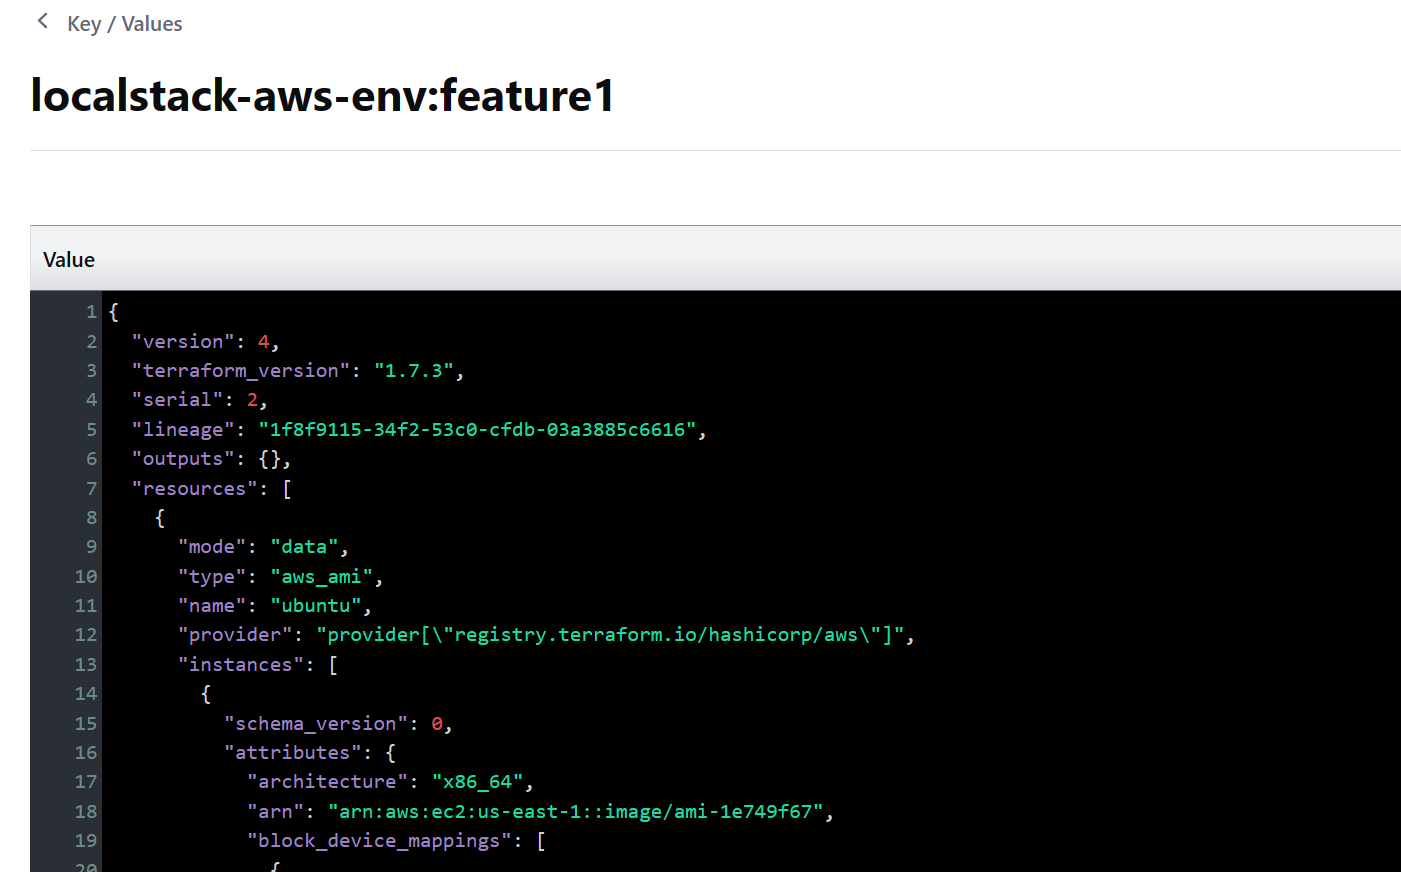 Key / Values
localstack-aws-env:feature1
Value
1 {
2 "version": 4,
3 "terraform_version": "1.7.3",
4 "serial": 2,
5 "lineage": "1f8f9115-34f2-53c0-cfdb-03a3885c6616",
6 "outputs": {},
7 "resources": [
8 {
9 "mode": "data",
10 "type": "aws_ami",
11 "name": "ubuntu",
12 "provider": "provider[\"registry.terraform.io/hashicorp/aws\"]",
13 "instances": [
14 {
15 "schema_version": 0,
16 "attributes": {
17 "architecture": "x86_64",
18 "arn": "arn:aws:ec2:us-east-1::image/ami-1e749f67",
19 "block_device_mappings": [
20 {